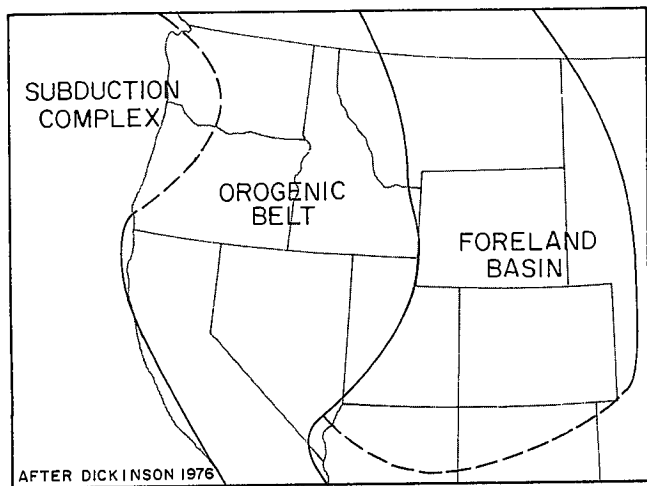 SUBDUCTION
COMPLEX
OROGENIC
BELT
FORELAND
BASIN
AFTER DICKINSON 1976